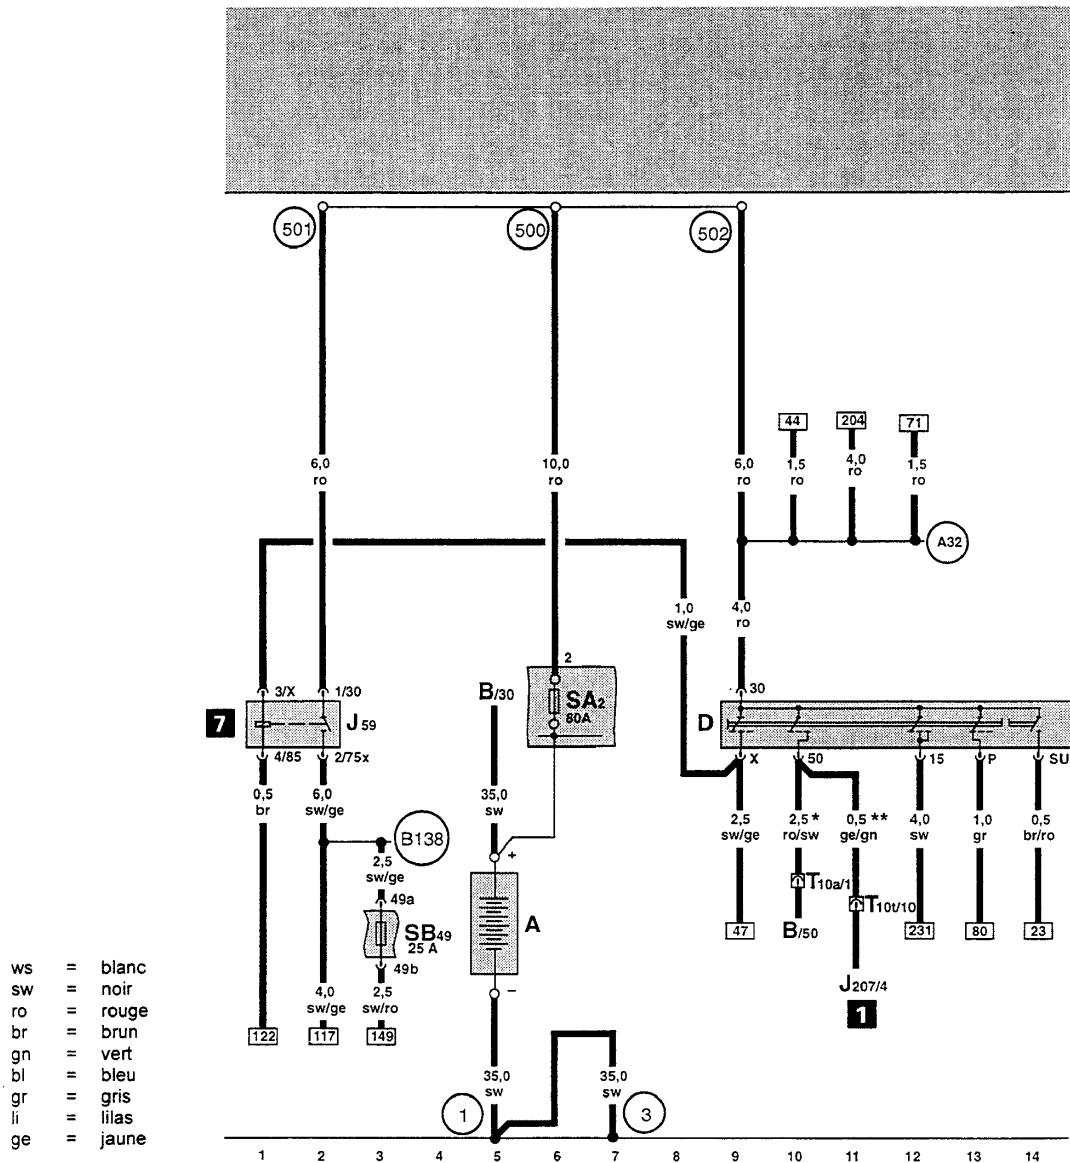 501
500
502
44
204
71
6,0
ro
10,0
ro
6,0
ro
1,5
ro
4,0
ro
1,5
ro
A32
1,0
sw/ge
4,0
ro
2
3/X
1/30
B/30
SA2
80A
30
7
J59
D
4/85
2/75x
X
50
15
P
SU
0,5
br
6,0
sw/ge
35,0
sw
2,5
sw/ge
2,5 *
ro/sw
0,5 **
ge/gn
4,0
sw
1,0
gr
0,5
br/ro
B138
+
2,5
sw/ge
T10a/1
49a
T10t/10
SB49
25 A
A
47
B/50
231
80
23
49b
J207/4
1
4,0
sw/ge
2,5
sw/ro
–
122
117
149
ws = blanc
sw = noir
ro = rouge
br = brun
gn = vert
bl = bleu
gr = gris
li = lilas
ge = jaune
35,0
sw
35,0
sw
1
3
1 2 3 4 5 6 7 8 9 10 11 12 13 14